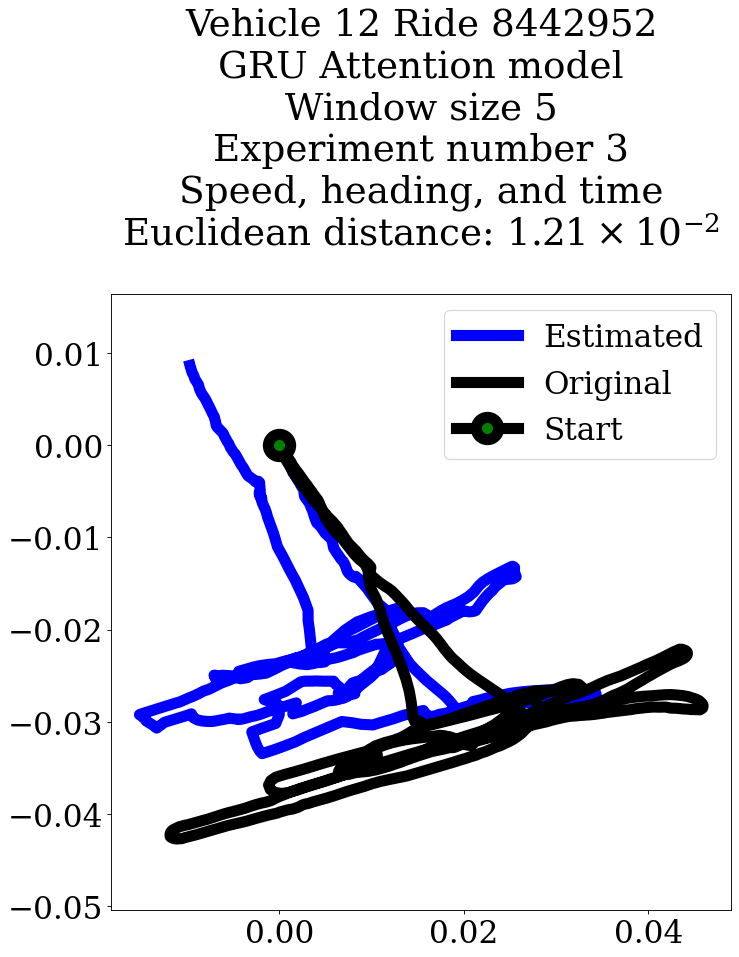 Vehicle 12 Ride 8442952
GRU Attention model
Window size 5
Experiment number 3
Speed, heading, and time
Euclidean distance: 1.21 × 10⁻²
Estimated
Original
Start
0.01
0.00
−0.01
−0.02
−0.03
−0.04
−0.05
0.00 0.02 0.04